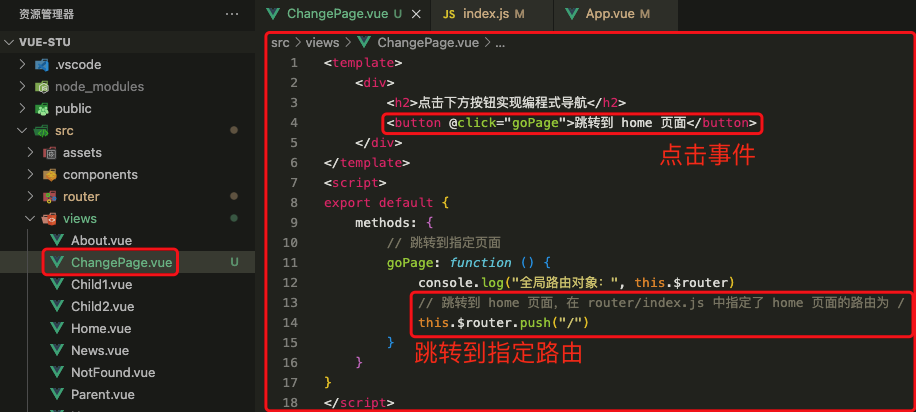 资源管理器
VUE-STU
.vscode
node_modules
public
src
assets
components
router
views
About.vue
ChangePage.vue U
Child1.vue
Child2.vue
Home.vue
News.vue
NotFound.vue
Parent.vue
ChangePage.vue U
JS index.js M
App.vue M
src > views > ChangePage.vue > ...
1 <template>
2 <div>
3 <h2>点击下方按钮实现编程式导航</h2>
4 <button @click="goPage">跳转到 home 页面</button>
5 </div>
点击事件
6 </template>
7 <script>
8 export default {
9 methods: {
10 // 跳转到指定页面
11 goPage: function () {
12 console.log("全局路由对象：", this.$router)
13 // 跳转到 home 页面，在 router/index.js 中指定了 home 页面的路由为 /
14 this.$router.push("/")
15 }
跳转到指定路由
16 }
17 }
18 </script>